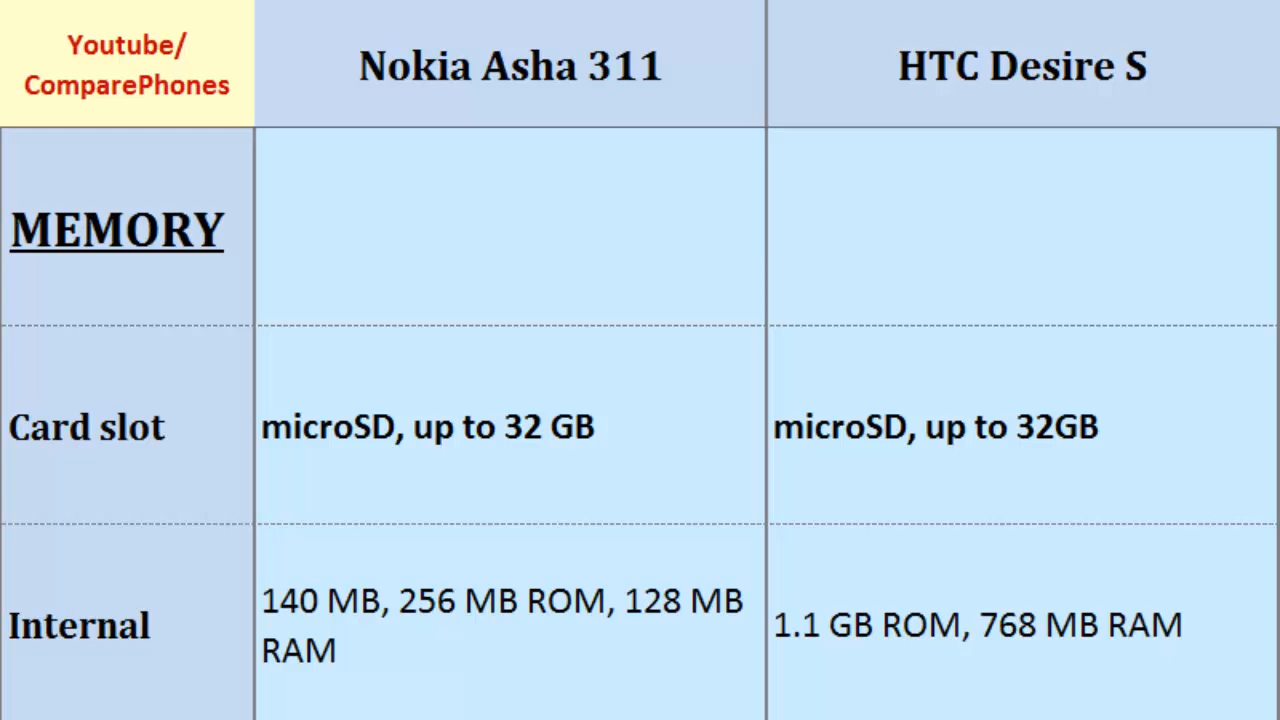 Youtube/
ComparePhones
Nokia Asha 311
HTC Desire S
MEMORY
Card slot
microSD, up to 32 GB
microSD, up to 32GB
Internal
140 MB, 256 MB ROM, 128 MB
RAM
1.1 GB ROM, 768 MB RAM